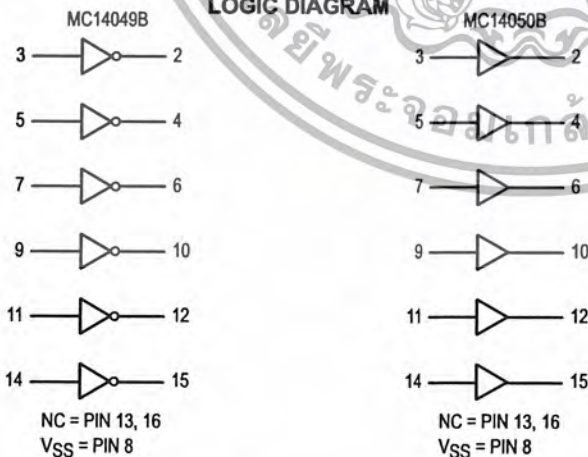 LOGIC DIAGRAM
MC14049B
3 2
5 4
7 6
9 10
11 12
14 15
NC = PIN 13, 16
VSS = PIN 8
MC14050B
3 2
5 4
7 6
9 10
11 12
14 15
NC = PIN 13, 16
VSS = PIN 8